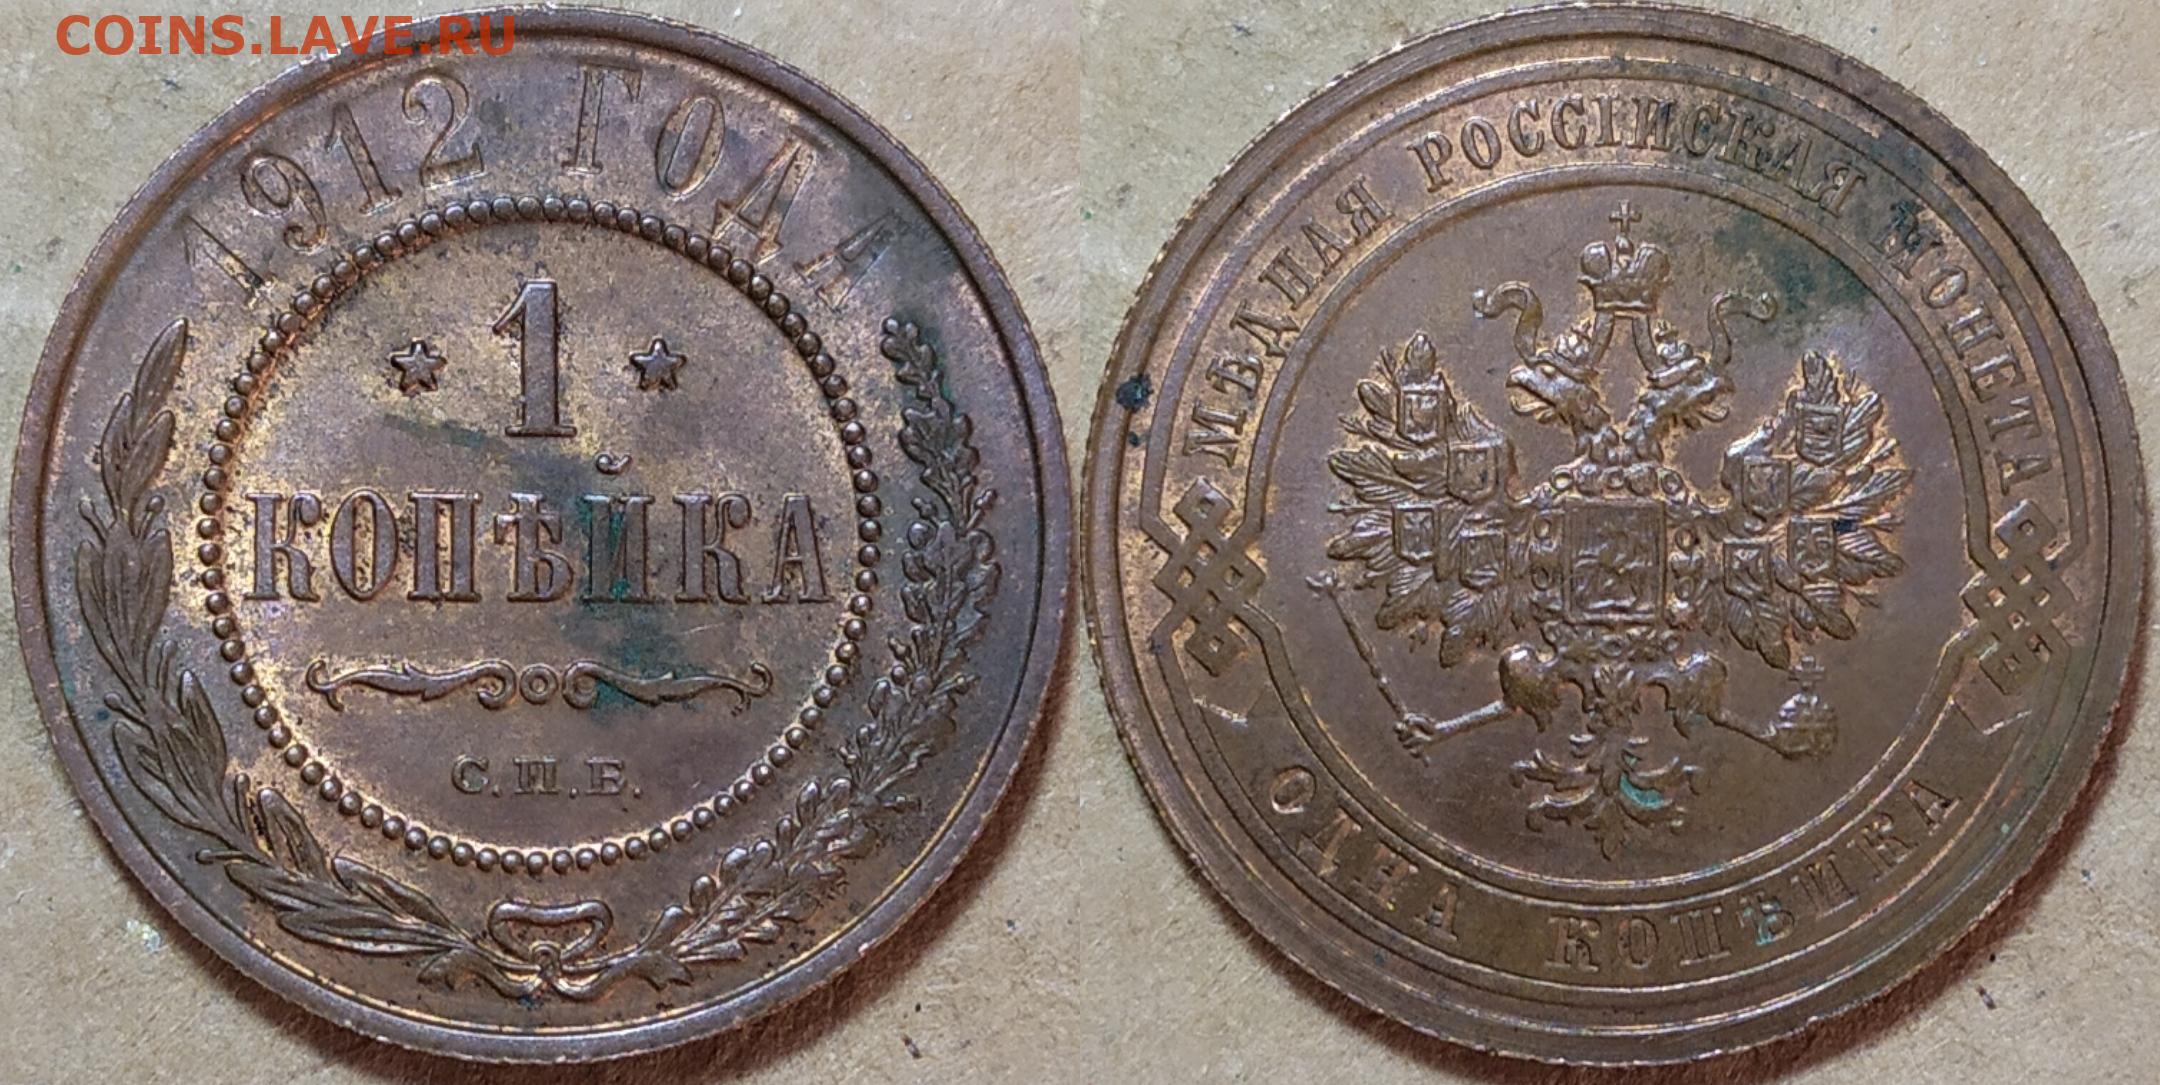 COINS.LAVE.RU
1912 ГОДА
1
КОПѢЙКА
С.П.Б.
МѢДНАЯ РОССІЙСКАЯ МОНЕТА
ОДНА КОПѢЙКА